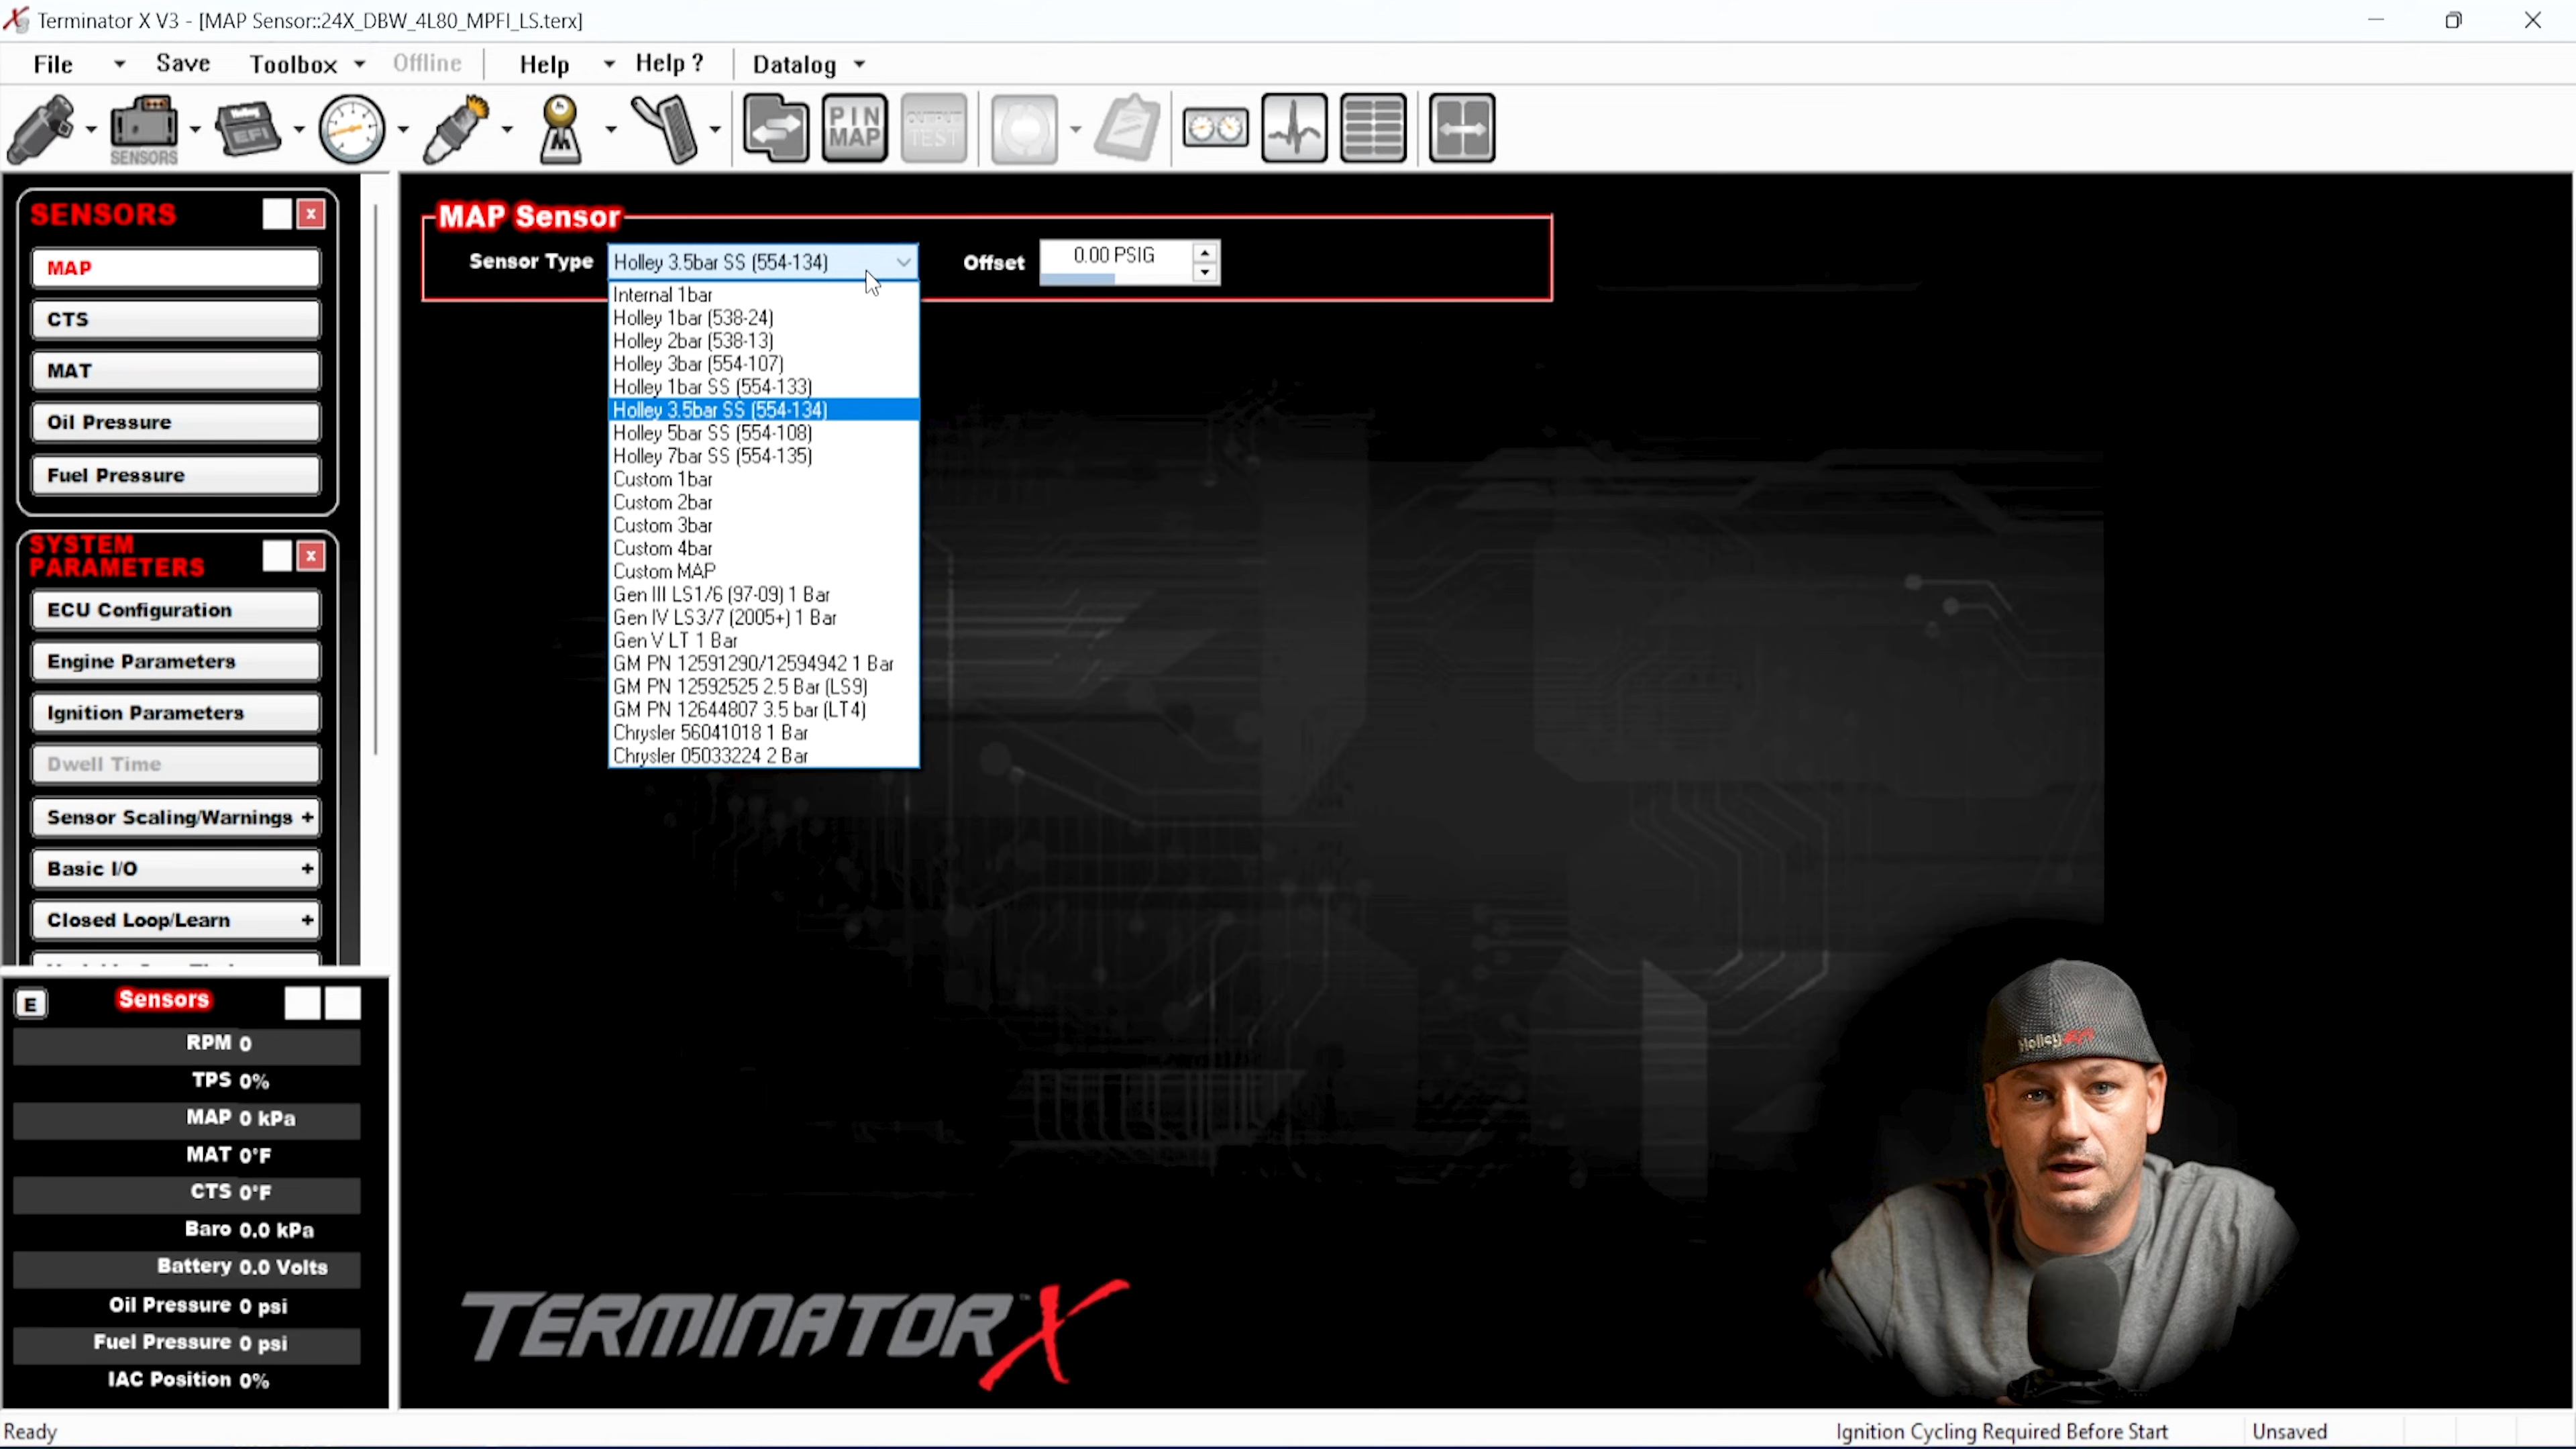 Terminator X V3 - [MAP Sensor::24X_DBW_4L80_MPFI_LS.terx]
File Save Toolbox Offline Help Help ? Datalog
SENSORS
Holley
EFI
M
PIN
MAP
OUTPUT
TEST
SENSORS
MAP
CTS
MAT
Oil Pressure
Fuel Pressure
SYSTEM
PARAMETERS
ECU Configuration
Engine Parameters
Ignition Parameters
Dwell Time
Sensor Scaling/Warnings +
Basic I/O +
Closed Loop/Learn +
E Sensors
RPM 0
TPS 0%
MAP 0 kPa
MAT 0°F
CTS 0°F
Baro 0.0 kPa
Battery 0.0 Volts
Oil Pressure 0 psi
Fuel Pressure 0 psi
IAC Position 0%
MAP Sensor
Sensor Type Holley 3.5bar SS (554-134) Offset 0.00 PSIG
Internal 1bar
Holley 1bar (538-24)
Holley 2bar (538-13)
Holley 3bar (554-107)
Holley 1bar SS (554-133)
Holley 3.5bar SS (554-134)
Holley 5bar SS (554-108)
Holley 7bar SS (554-135)
Custom 1bar
Custom 2bar
Custom 3bar
Custom 4bar
Custom MAP
Gen III LS1/6 (97-09) 1 Bar
Gen IV LS3/7 (2005+) 1 Bar
Gen V LT 1 Bar
GM PN 12591290/12594942 1 Bar
GM PN 12592525 2.5 Bar (LS9)
GM PN 12644807 3.5 bar (LT4)
Chrysler 56041018 1 Bar
Chrysler 05033224 2 Bar
Holley EFI
TERMINATOR X
Ready Ignition Cycling Required Before Start Unsaved